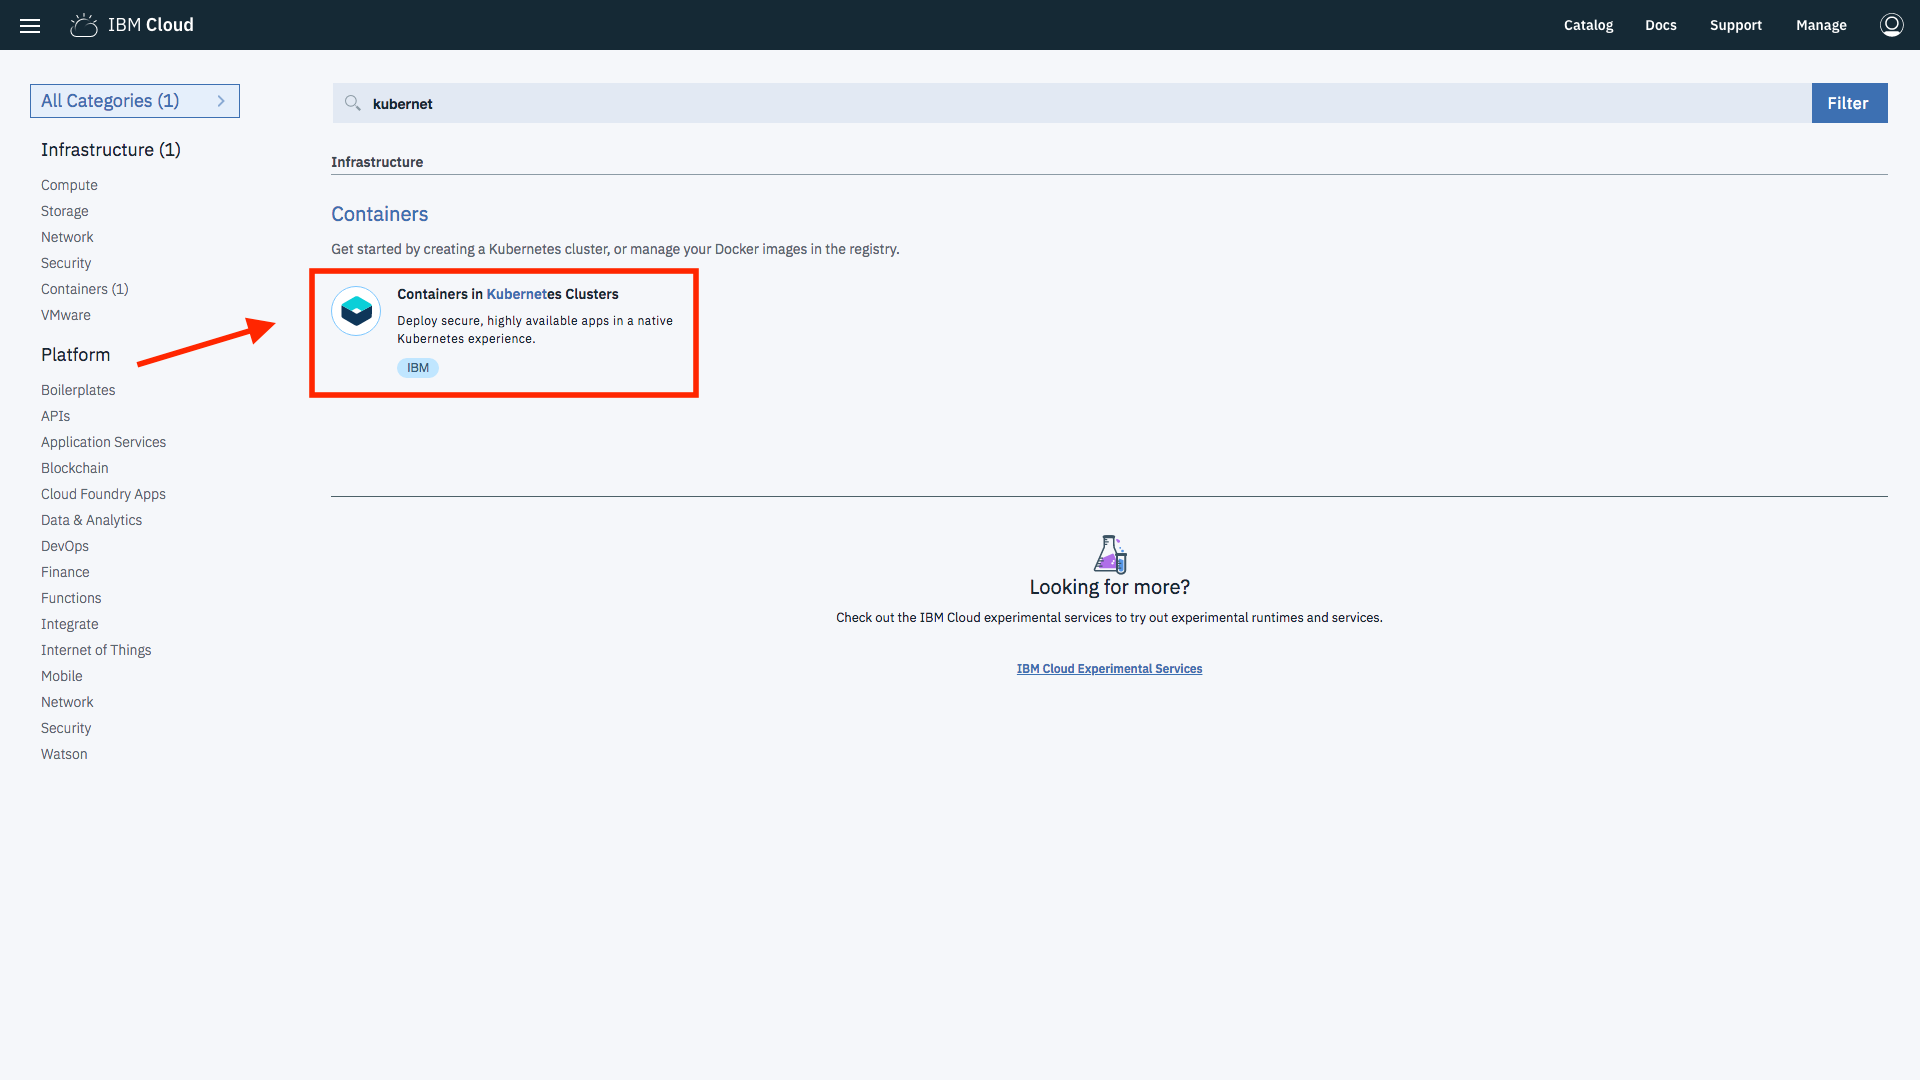 IBM Cloud
Catalog
Docs
Support
Manage
All Categories (1)
Infrastructure (1)
Compute
Storage
Network
Security
Containers (1)
VMware
Platform
Boilerplates
APIs
Application Services
Blockchain
Cloud Foundry Apps
Data & Analytics
DevOps
Finance
Functions
Integrate
Internet of Things
Mobile
Network
Security
Watson
kubernet
Filter
Infrastructure
Containers
Get started by creating a Kubernetes cluster, or manage your Docker images in the registry.
Containers in Kubernetes Clusters
Deploy secure, highly available apps in a native
Kubernetes experience.
IBM
Looking for more?
Check out the IBM Cloud experimental services to try out experimental runtimes and services.
IBM Cloud Experimental Services